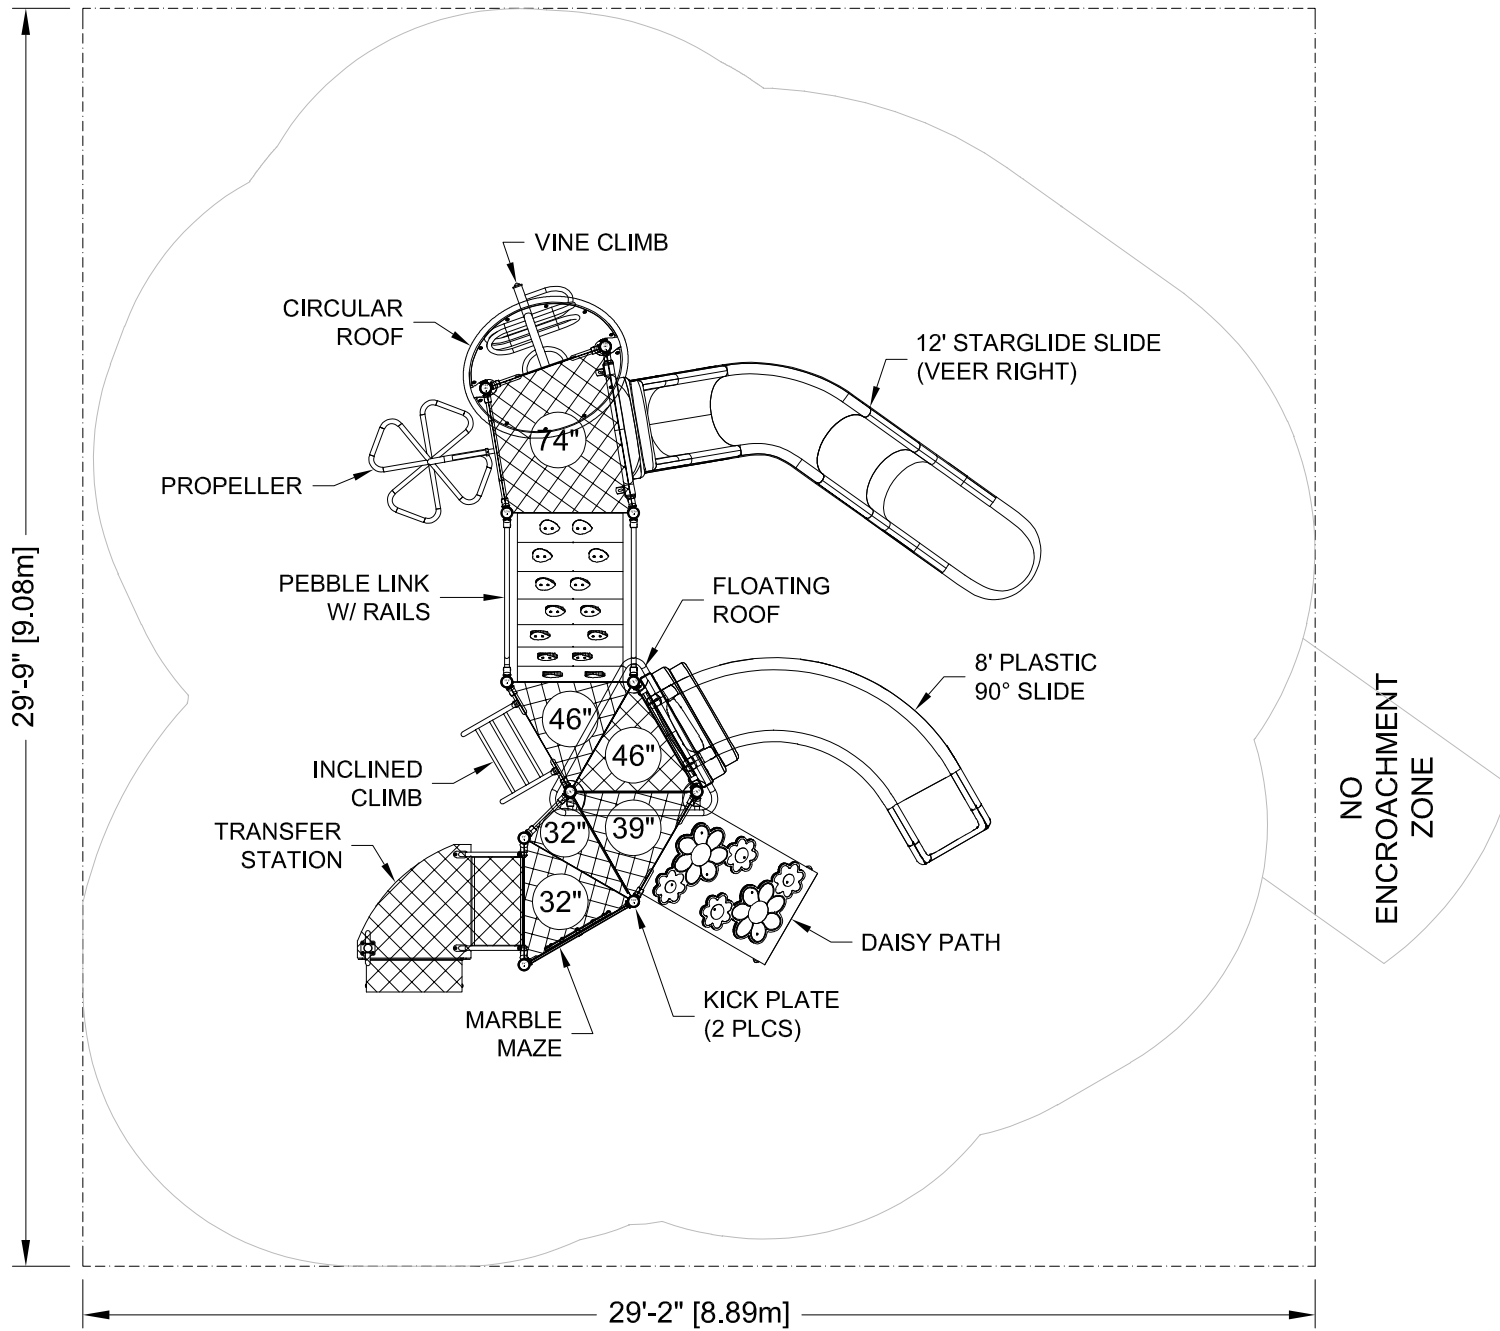 VINE CLIMB
CIRCULAR
ROOF
12' STARGLIDE SLIDE
(VEER RIGHT)
74"
PROPELLER
29'-9" [9.08m]
PEBBLE LINK
W/ RAILS
FLOATING
ROOF
8' PLASTIC
90° SLIDE
NO
ENCROACHMENT
ZONE
46"
46"
INCLINED
CLIMB
32"
39"
TRANSFER
STATION
32"
DAISY PATH
KICK PLATE
(2 PLCS)
MARBLE
MAZE
29'-2" [8.89m]